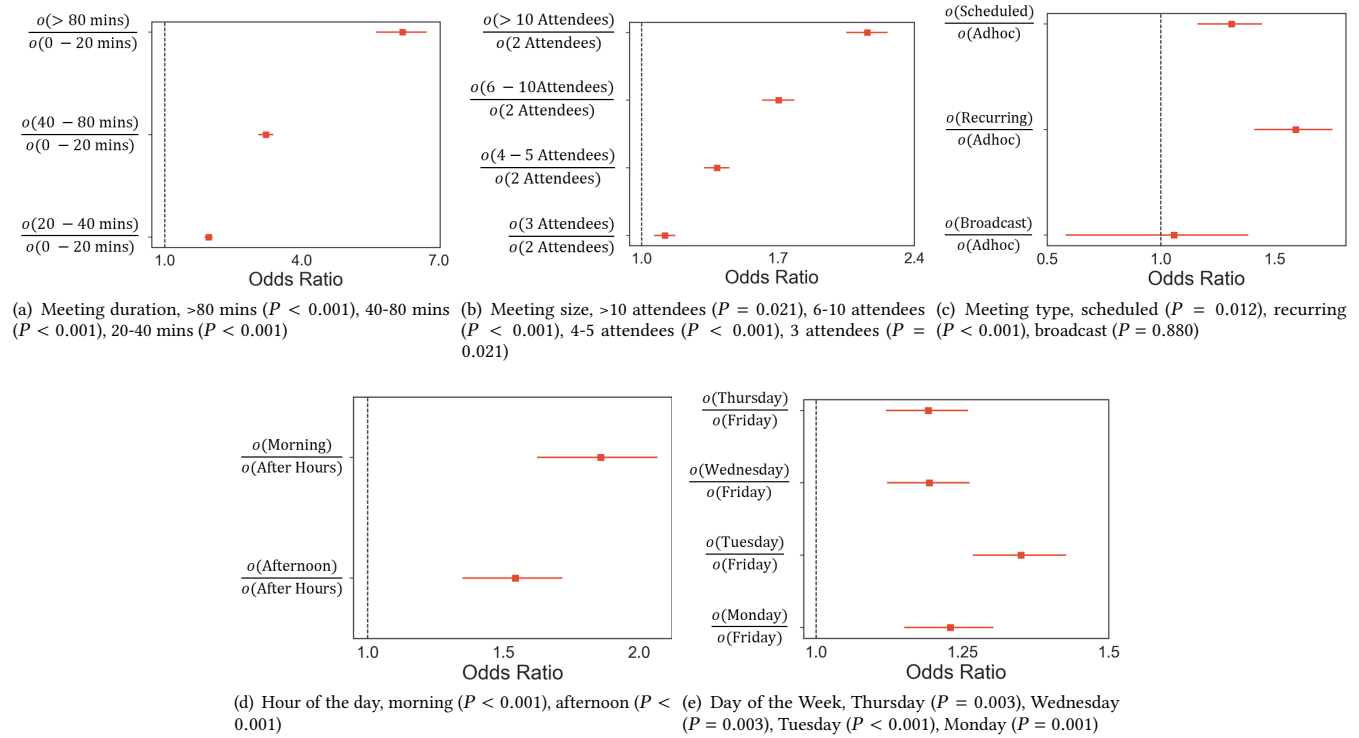 o(> 80 mins)
o(0 − 20 mins)
o(40 − 80 mins)
o(0 − 20 mins)
o(20 − 40 mins)
o(0 − 20 mins)
1.0 4.0 7.0
Odds Ratio
(a) Meeting duration, >80 mins (P < 0.001), 40-80 mins
(P < 0.001), 20-40 mins (P < 0.001)
o(> 10 Attendees)
o(2 Attendees)
o(6 − 10Attendees)
o(2 Attendees)
o(4 − 5 Attendees)
o(2 Attendees)
o(3 Attendees)
o(2 Attendees)
1.0 1.7 2.4
Odds Ratio
(b) Meeting size, >10 attendees (P = 0.021), 6-10 attendees
(P < 0.001), 4-5 attendees (P < 0.001), 3 attendees (P =
0.021)
o(Scheduled)
o(Adhoc)
o(Recurring)
o(Adhoc)
o(Broadcast)
o(Adhoc)
0.5 1.0 1.5
Odds Ratio
(c) Meeting type, scheduled (P = 0.012), recurring
(P < 0.001), broadcast (P = 0.880)
o(Morning)
o(After Hours)
o(Afternoon)
o(After Hours)
1.0 1.5 2.0
Odds Ratio
(d) Hour of the day, morning (P < 0.001), afternoon (P <
0.001)
o(Thursday)
o(Friday)
o(Wednesday)
o(Friday)
o(Tuesday)
o(Friday)
o(Monday)
o(Friday)
1.0 1.25 1.5
Odds Ratio
(e) Day of the Week, Thursday (P = 0.003), Wednesday
(P = 0.003), Tuesday (P < 0.001), Monday (P = 0.001)